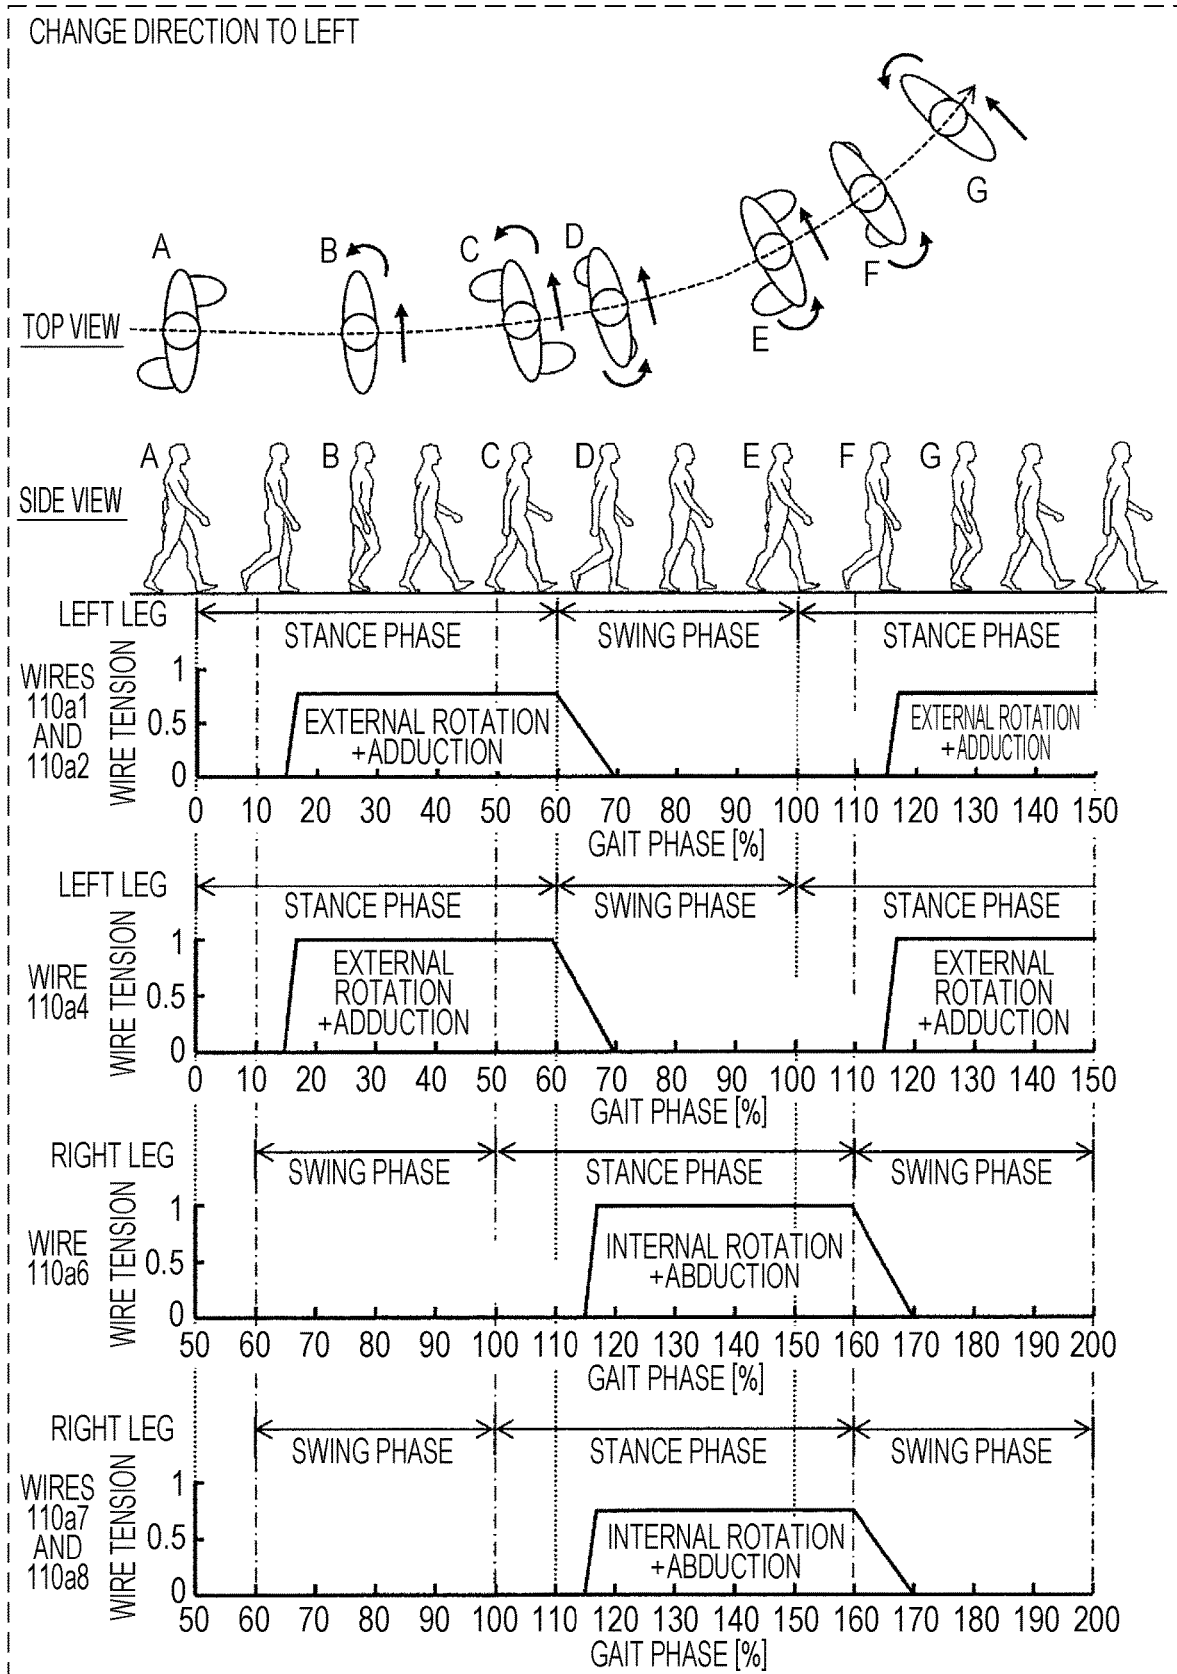 CHANGE DIRECTION TO LEFT
A B C D E F G
TOP VIEW
A B C D E F G
SIDE VIEW
LEFT LEG
STANCE PHASE SWING PHASE STANCE PHASE
WIRES
110a1
AND
110a2
WIRE TENSION
1
0.5
0
EXTERNAL ROTATION
+ADDUCTION
EXTERNAL ROTATION
+ADDUCTION
0 10 20 30 40 50 60 70 80 90 100 110 120 130 140 150
GAIT PHASE [%]
LEFT LEG
STANCE PHASE SWING PHASE STANCE PHASE
WIRE
110a4
WIRE TENSION
1
0.5
0
EXTERNAL
ROTATION
+ADDUCTION
EXTERNAL
ROTATION
+ADDUCTION
0 10 20 30 40 50 60 70 80 90 100 110 120 130 140 150
GAIT PHASE [%]
RIGHT LEG
SWING PHASE STANCE PHASE SWING PHASE
WIRE
110a6
WIRE TENSION
1
0.5
0
INTERNAL ROTATION
+ABDUCTION
50 60 70 80 90 100 110 120 130 140 150 160 170 180 190 200
GAIT PHASE [%]
RIGHT LEG
SWING PHASE STANCE PHASE SWING PHASE
WIRES
110a7
AND
110a8
WIRE TENSION
1
0.5
0
INTERNAL ROTATION
+ABDUCTION
50 60 70 80 90 100 110 120 130 140 150 160 170 180 190 200
GAIT PHASE [%]